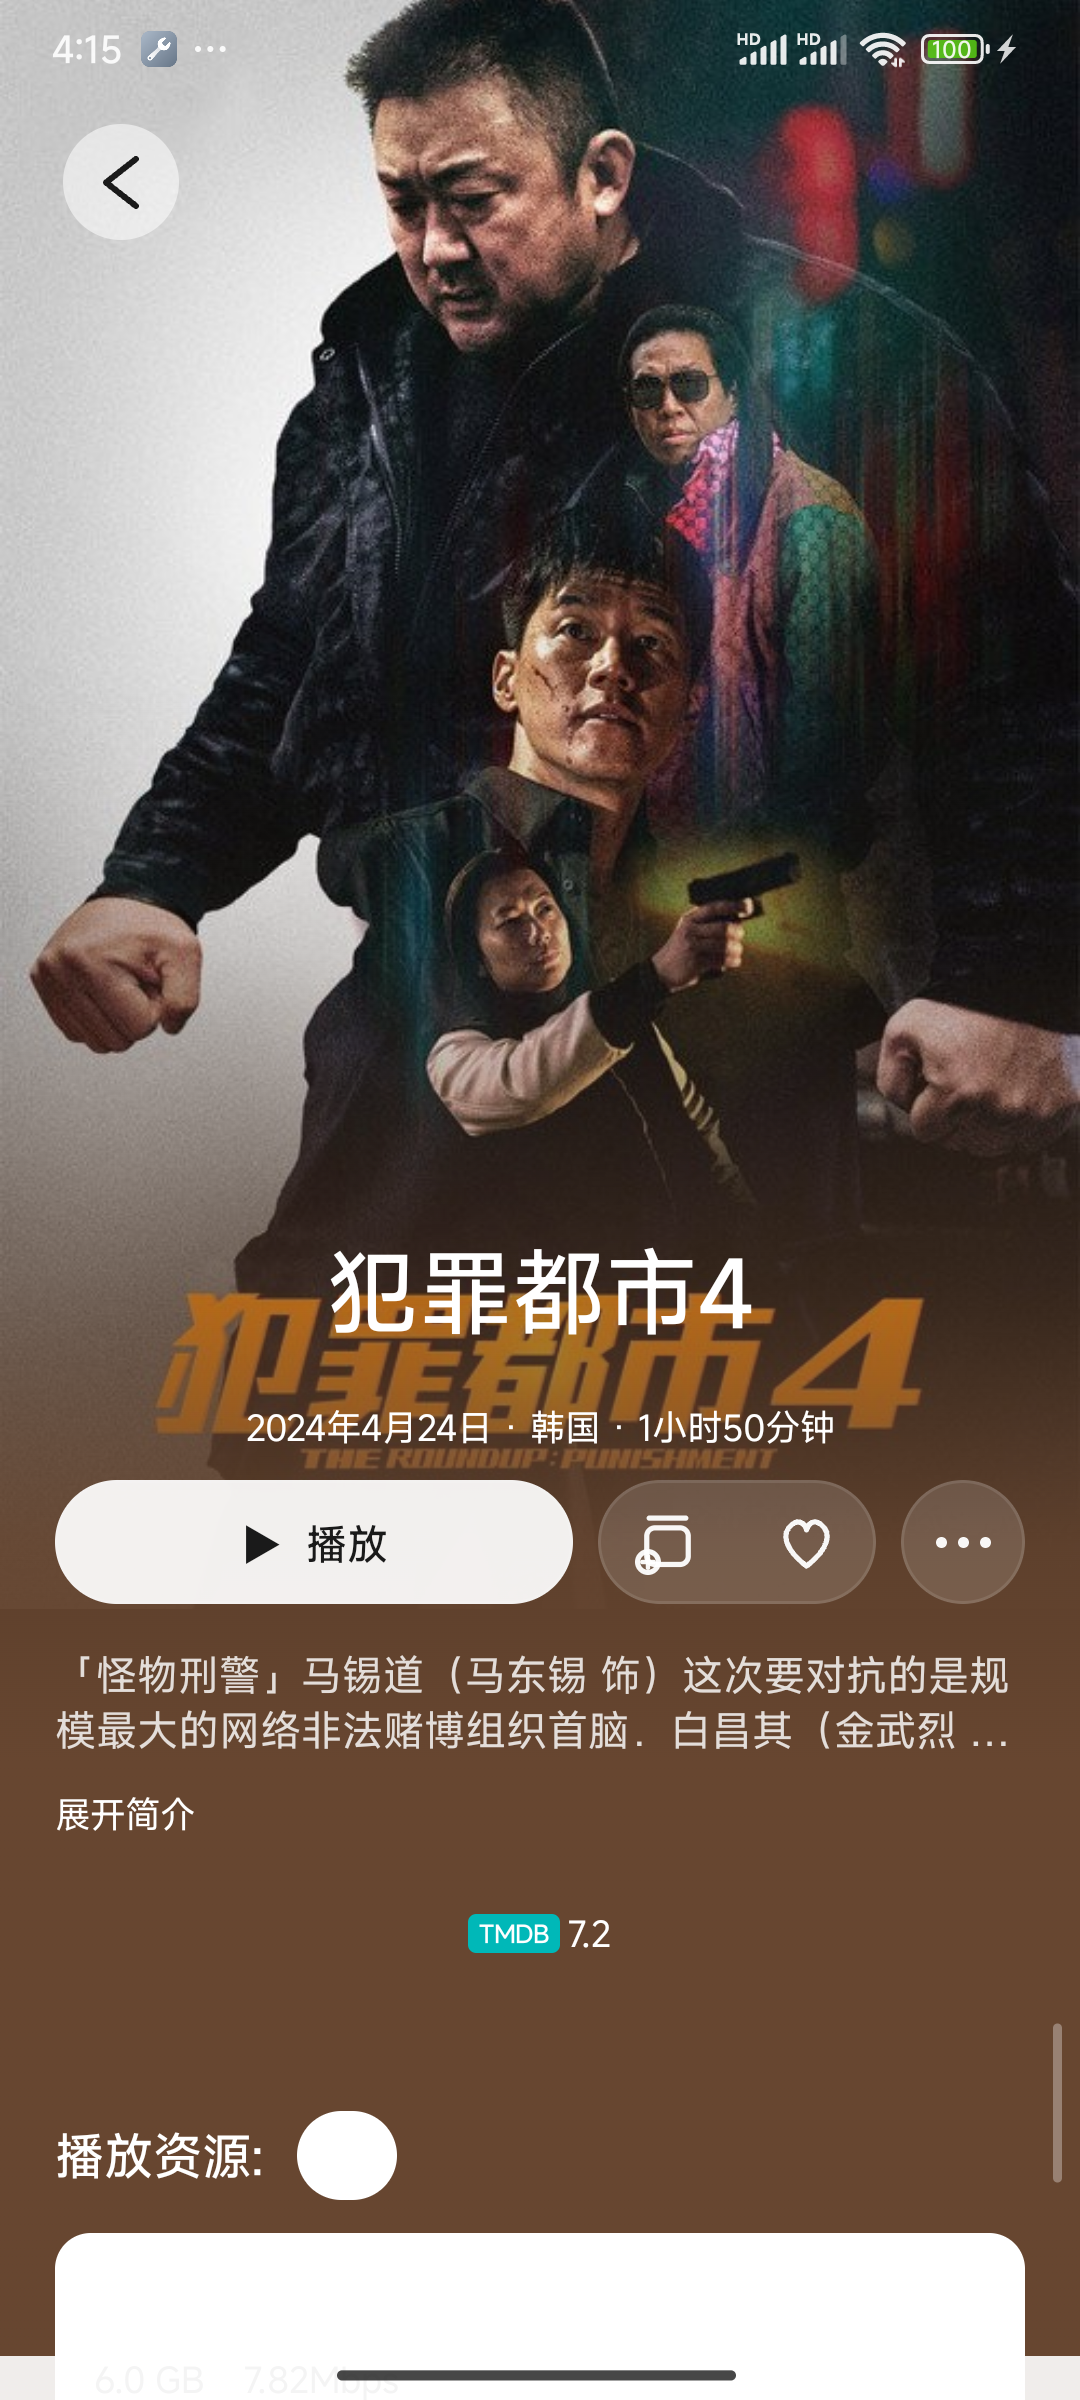 4:15
HD HD 100
犯罪都市4
犯罪都市4
2024年4月24日 · 韩国 · 1小时50分钟
THE ROUNDUP : PUNISHMENT
播放
「怪物刑警」马锡道（马东锡 饰）这次要对抗的是规
模最大的网络非法赌博组织首脑．白昌其（金武烈 ...
展开简介
TMDB 7.2
播放资源:
6.0 GB 7.82Mbps